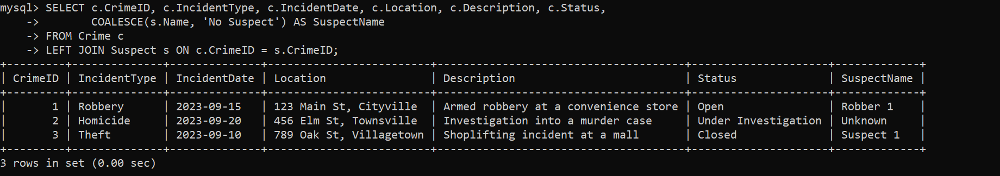 mysql> SELECT c.CrimeID, c.IncidentType, c.IncidentDate, c.Location, c.Description, c.Status,
    ->        COALESCE(s.Name, 'No Suspect') AS SuspectName
    -> FROM Crime c
    -> LEFT JOIN Suspect s ON c.CrimeID = s.CrimeID;
+---------+--------------+--------------+-------------------------+--------------------------------------+---------------------+-------------+
| CrimeID | IncidentType | IncidentDate | Location                | Description                          | Status              | SuspectName |
+---------+--------------+--------------+-------------------------+--------------------------------------+---------------------+-------------+
|       1 | Robbery      | 2023-09-15   | 123 Main St, Cityville  | Armed robbery at a convenience store | Open                | Robber 1    |
|       2 | Homicide     | 2023-09-20   | 456 Elm St, Townsville  | Investigation into a murder case     | Under Investigation | Unknown     |
|       3 | Theft        | 2023-09-10   | 789 Oak St, Villagetown | Shoplifting incident at a mall       | Closed              | Suspect 1   |
+---------+--------------+--------------+-------------------------+--------------------------------------+---------------------+-------------+
3 rows in set (0.00 sec)